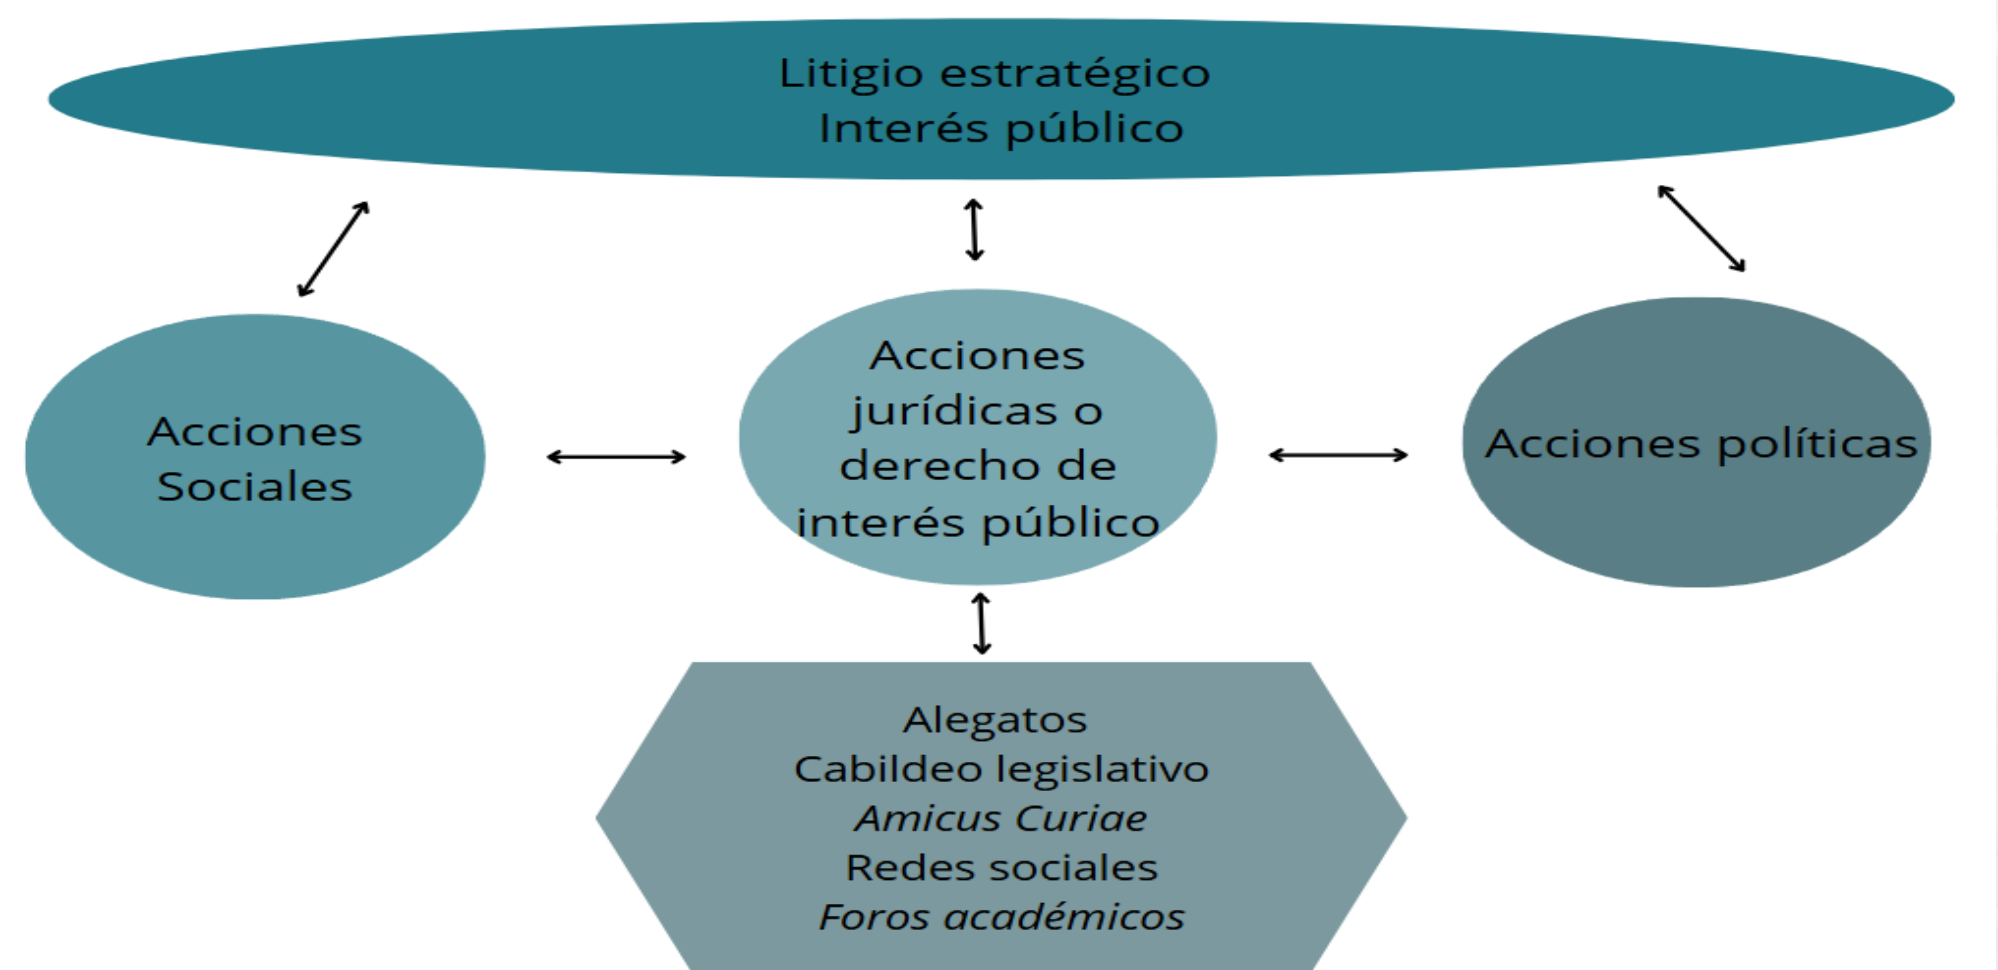 Litigio estratégico
Interés público
Acciones
Sociales
Acciones
jurídicas o
derecho de
interés público
Acciones políticas
Alegatos
Cabildeo legislativo
Amicus Curiae
Redes sociales
Foros académicos